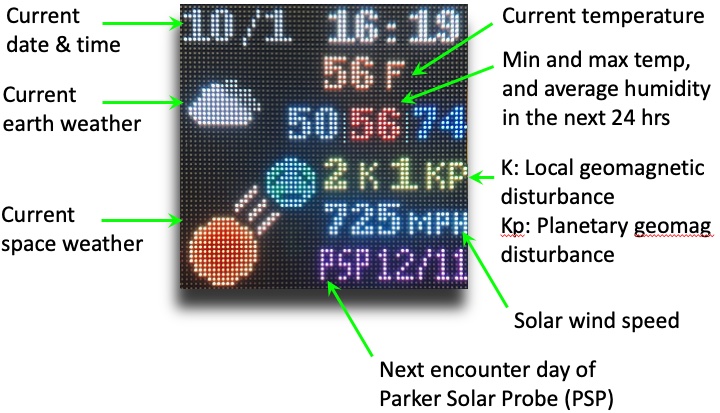 Current
date & time
10/1 16:19
Current temperature
56 F
Min and max temp,
and average humidity
in the next 24 hrs
Current
earth weather
50 56 74
2 K 1 KP
K: Local geomagnetic
disturbance
Kp: Planetary geomag
disturbance
Current
space weather
725 MPH
PSP 12/11
Solar wind speed
Next encounter day of
Parker Solar Probe (PSP)